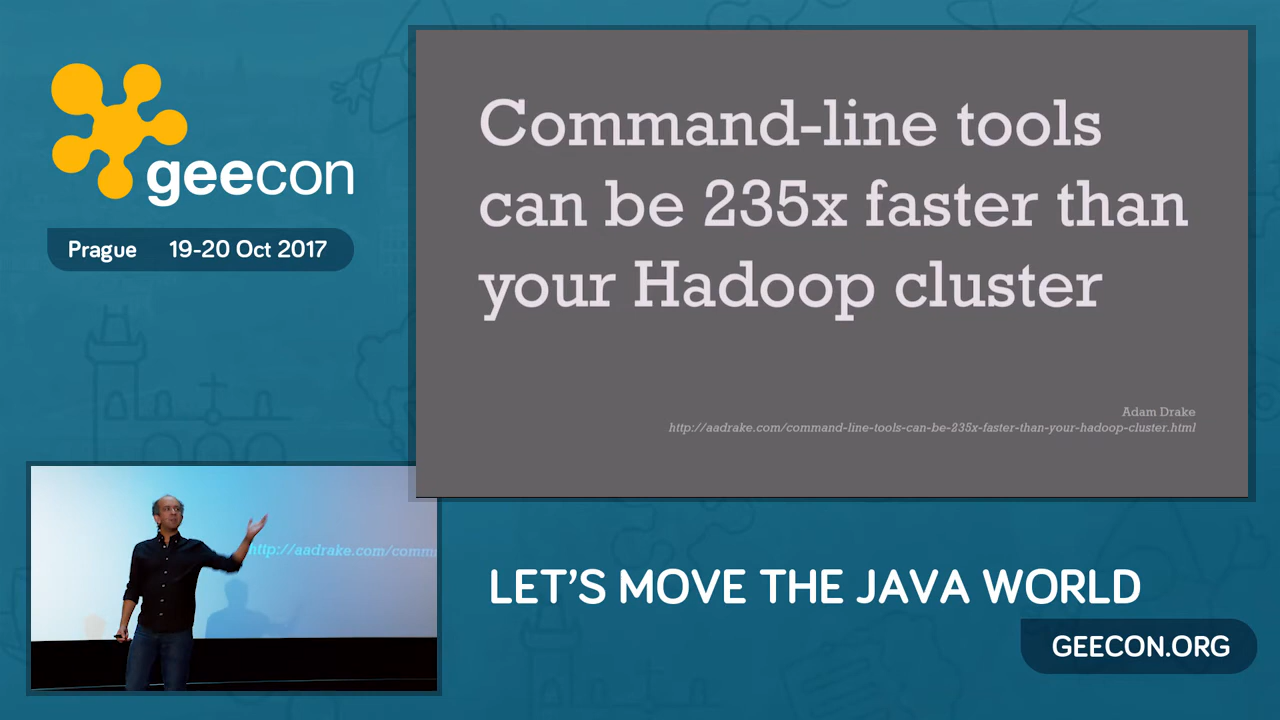 geecon
Prague 19-20 Oct 2017
Command-line tools
can be 235x faster than
your Hadoop cluster
Adam Drake
http://aadrake.com/command-line-tools-can-be-235x-faster-than-your-hadoop-cluster.html
http://aadrake.com/comm
LET'S MOVE THE JAVA WORLD
GEECON.ORG